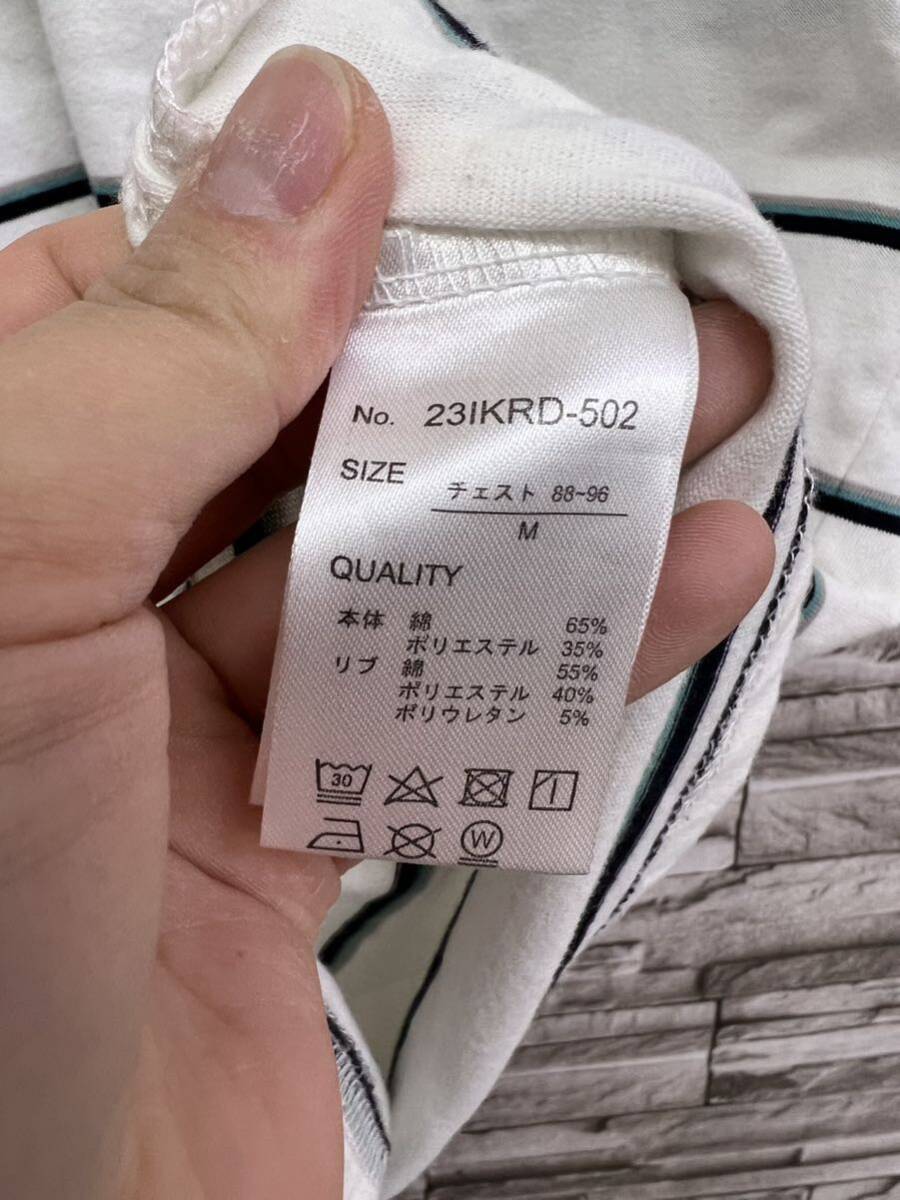 No. 23IKRD-502
SIZE
チェスト 88~96
M
QUALITY
本体 綿 65%
ポリエステル 35%
リブ 綿 55%
ポリエステル 40%
ポリウレタン 5%
30
W